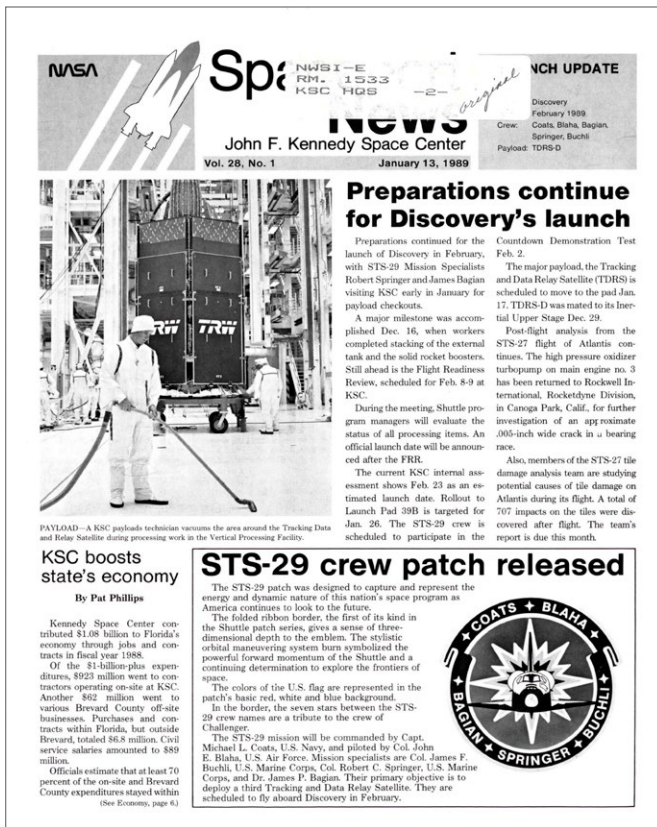 NASA
Spa
News
NWSI-E
RM. 1533
KSC HQS -2-
original
John F. Kennedy Space Center
Vol. 28, No. 1 January 13, 1989
NCH UPDATE
Discovery
February 1989
Crew: Coats, Blaha, Bagian,
Springer, Buchli
Payload: TDRS-D
TRW TRW
PAYLOAD—A KSC payloads technician vacuums the area around the Tracking Data
and Relay Satellite during processing work in the Vertical Processing Facility.
Preparations continue
for Discovery's launch
Preparations continued for the
launch of Discovery in February,
with STS-29 Mission Specialists
Robert Springer and James Bagian
visiting KSC early in January for
payload checkouts.
A major milestone was accom-
plished Dec. 16, when workers
completed stacking of the external
tank and the solid rocket boosters.
Still ahead is the Flight Readiness
Review, scheduled for Feb. 8-9 at
KSC.
During the meeting, Shuttle pro-
gram managers will evaluate the
status of all processing items. An
official launch date will be announ-
ced after the FRR.
The current KSC internal ass-
essment shows Feb. 23 as an es-
timated launch date. Rollout to
Launch Pad 39B is targeted for
Jan. 26. The STS-29 crew is
scheduled to participate in the
Countdown Demonstration Test
Feb. 2.
The major payload, the Tracking
and Data Relay Satellite (TDRS) is
scheduled to move to the pad Jan.
17. TDRS-D was mated to its Iner-
tial Upper Stage Dec. 29.
Post-flight analysis from the
STS-27 flight of Atlantis con-
tinues. The high pressure oxidizer
turbopump on main engine no. 3
has been returned to Rockwell In-
ternational, Rocketdyne Division,
in Canoga Park, Calif., for further
investigation of an approximate
.005-inch wide crack in a bearing
race.
Also, members of the STS-27 tile
damage analysis team are studying
potential causes of tile damage on
Atlantis during its flight. A total of
707 impacts on the tiles were dis-
covered after flight. The team's
report is due this month.
KSC boosts
state's economy
By Pat Phillips
Kennedy Space Center con-
tributed $1.08 billion to Florida's
economy through jobs and con-
tracts in fiscal year 1988.
Of the $1-billion-plus expen-
ditures, $923 million went to con-
tractors operating on-site at KSC.
Another $62 million went to
various Brevard County off-site
businesses. Purchases and con-
tracts within Florida, but outside
Brevard, totaled $6.8 million. Civil
service salaries amounted to $89
million.
Officials estimate that at least 70
percent of the on-site and Brevard
County expenditures stayed within
(See Economy, page 6.)
STS-29 crew patch released
The STS-29 patch was designed to capture and represent the
energy and dynamic nature of this nation's space program as
America continues to look to the future.
The folded ribbon border, the first of its kind in
the Shuttle patch series, gives a sense of three-
dimensional depth to the emblem. The stylistic
orbital maneuvering system burn symbolized the
powerful forward momentum of the Shuttle and a
continuing determination to explore the frontiers of
space.
The colors of the U.S. flag are represented in the
patch's basic red, white and blue background.
In the border, the seven stars between the STS-
29 crew names are a tribute to the crew of
Challenger.
The STS-29 mission will be commanded by Capt.
Michael L. Coats, U.S. Navy, and piloted by Col. John
E. Blaha, U.S. Air Force. Mission specialists are Col. James F.
Buchli, U.S. Marine Corps, Col. Robert C. Springer, U.S. Marine
Corps, and Dr. James P. Bagian. Their primary objective is to
deploy a third Tracking and Data Relay Satellite. They are
scheduled to fly aboard Discovery in February.
COATS BLAHA
BAGIAN SPRINGER BUCHLI